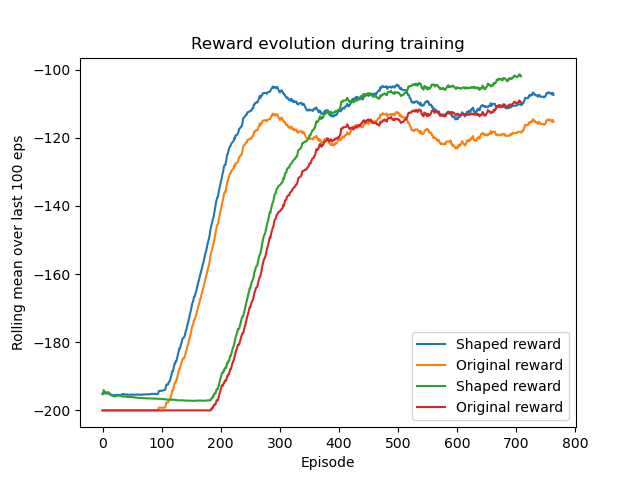 Reward evolution during training
Rolling mean over last 100 eps
−100
−120
−140
−160
−180
−200
0 100 200 300 400 500 600 700 800
Episode
Shaped reward
Original reward
Shaped reward
Original reward